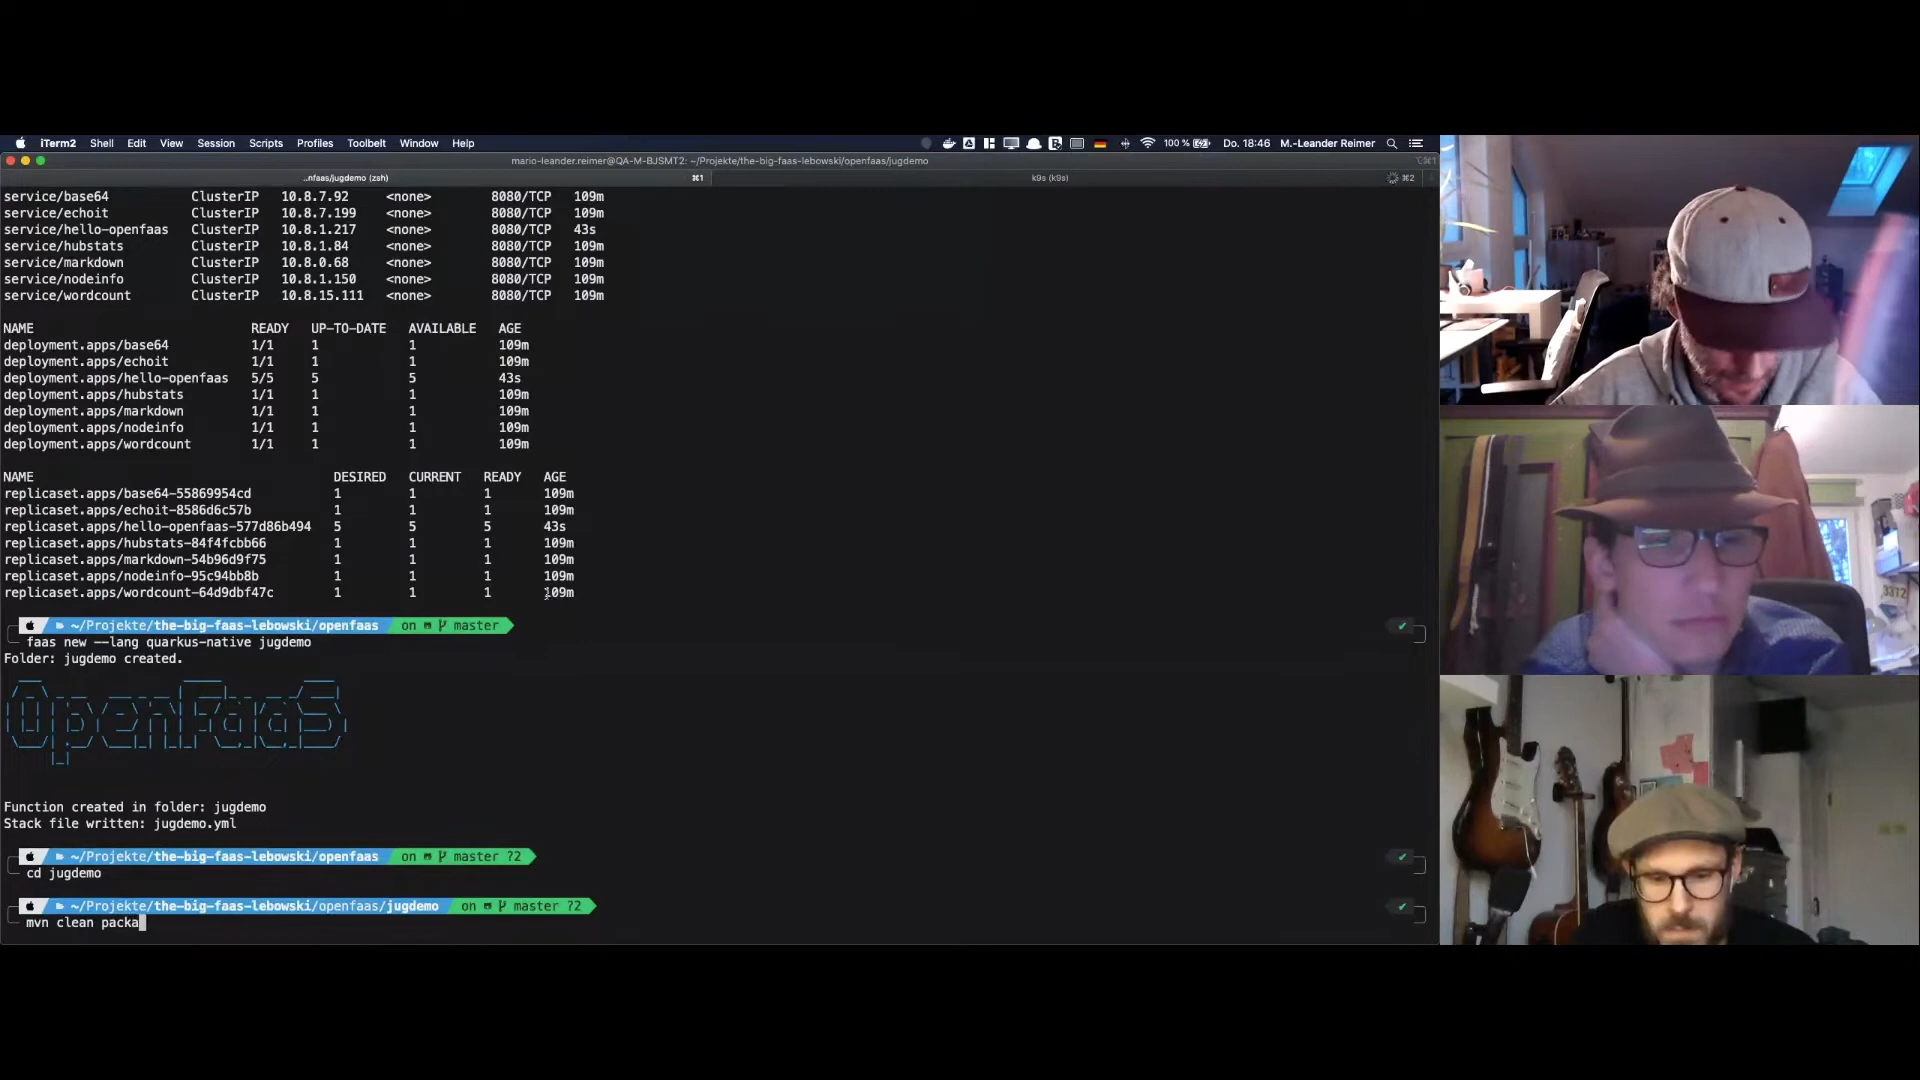 iTerm2 Shell Edit View Session Scripts Profiles Toolbelt Window Help 100 % Do. 18:46 M.-Leander Reimer
mario-leander.reimer@QA-M-BJSMT2: ~/Projekte/the-big-faas-lebowski/openfaas/jugdemo ⌥⌘1
..nfaas/jugdemo (zsh) ⌘1 k9s (k9s) ⌘2
service/base64 ClusterIP 10.8.7.92 <none> 8080/TCP 109m
service/echoit ClusterIP 10.8.7.199 <none> 8080/TCP 109m
service/hello-openfaas ClusterIP 10.8.1.217 <none> 8080/TCP 43s
service/hubstats ClusterIP 10.8.1.84 <none> 8080/TCP 109m
service/markdown ClusterIP 10.8.0.68 <none> 8080/TCP 109m
service/nodeinfo ClusterIP 10.8.1.150 <none> 8080/TCP 109m
service/wordcount ClusterIP 10.8.15.111 <none> 8080/TCP 109m
NAME READY UP-TO-DATE AVAILABLE AGE
deployment.apps/base64 1/1 1 1 109m
deployment.apps/echoit 1/1 1 1 109m
deployment.apps/hello-openfaas 5/5 5 5 43s
deployment.apps/hubstats 1/1 1 1 109m
deployment.apps/markdown 1/1 1 1 109m
deployment.apps/nodeinfo 1/1 1 1 109m
deployment.apps/wordcount 1/1 1 1 109m
NAME DESIRED CURRENT READY AGE
replicaset.apps/base64-55869954cd 1 1 1 109m
replicaset.apps/echoit-8586d6c57b 1 1 1 109m
replicaset.apps/hello-openfaas-577d86b494 5 5 5 43s
replicaset.apps/hubstats-84f4fcbb66 1 1 1 109m
replicaset.apps/markdown-54b96d9f75 1 1 1 109m
replicaset.apps/nodeinfo-95c94bb8b 1 1 1 109m
replicaset.apps/wordcount-64d9dbf47c 1 1 1 109m
~/Projekte/the-big-faas-lebowski/openfaas on master ✔
faas new --lang quarkus-native jugdemo
Folder: jugdemo created.
OpenFaaS
Function created in folder: jugdemo
Stack file written: jugdemo.yml
~/Projekte/the-big-faas-lebowski/openfaas on master ?2 ✔
cd jugdemo
~/Projekte/the-big-faas-lebowski/openfaas/jugdemo on master ?2 ✔
mvn clean packa
3312